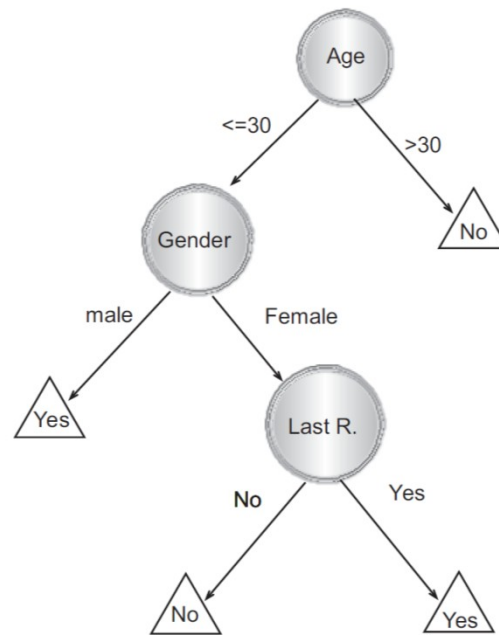 Age
<=30
>30
Gender
No
male
Female
Yes
Last R.
No
Yes
No
Yes